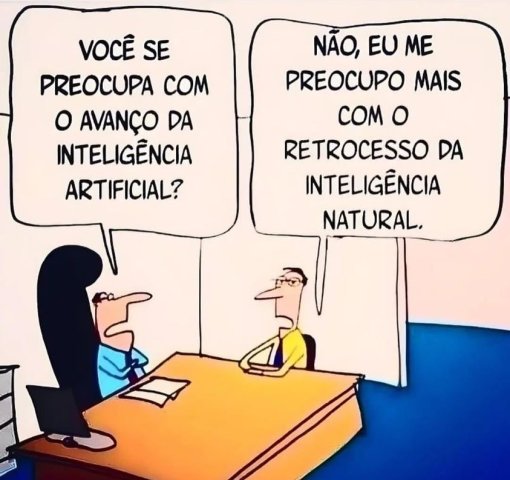 VOCÊ SE
PREOCUPA COM
O AVANÇO DA
INTELIGÊNCIA
ARTIFICIAL?
NÃO, EU ME
PREOCUPO MAIS
COM O
RETROCESSO DA
INTELIGÊNCIA
NATURAL.